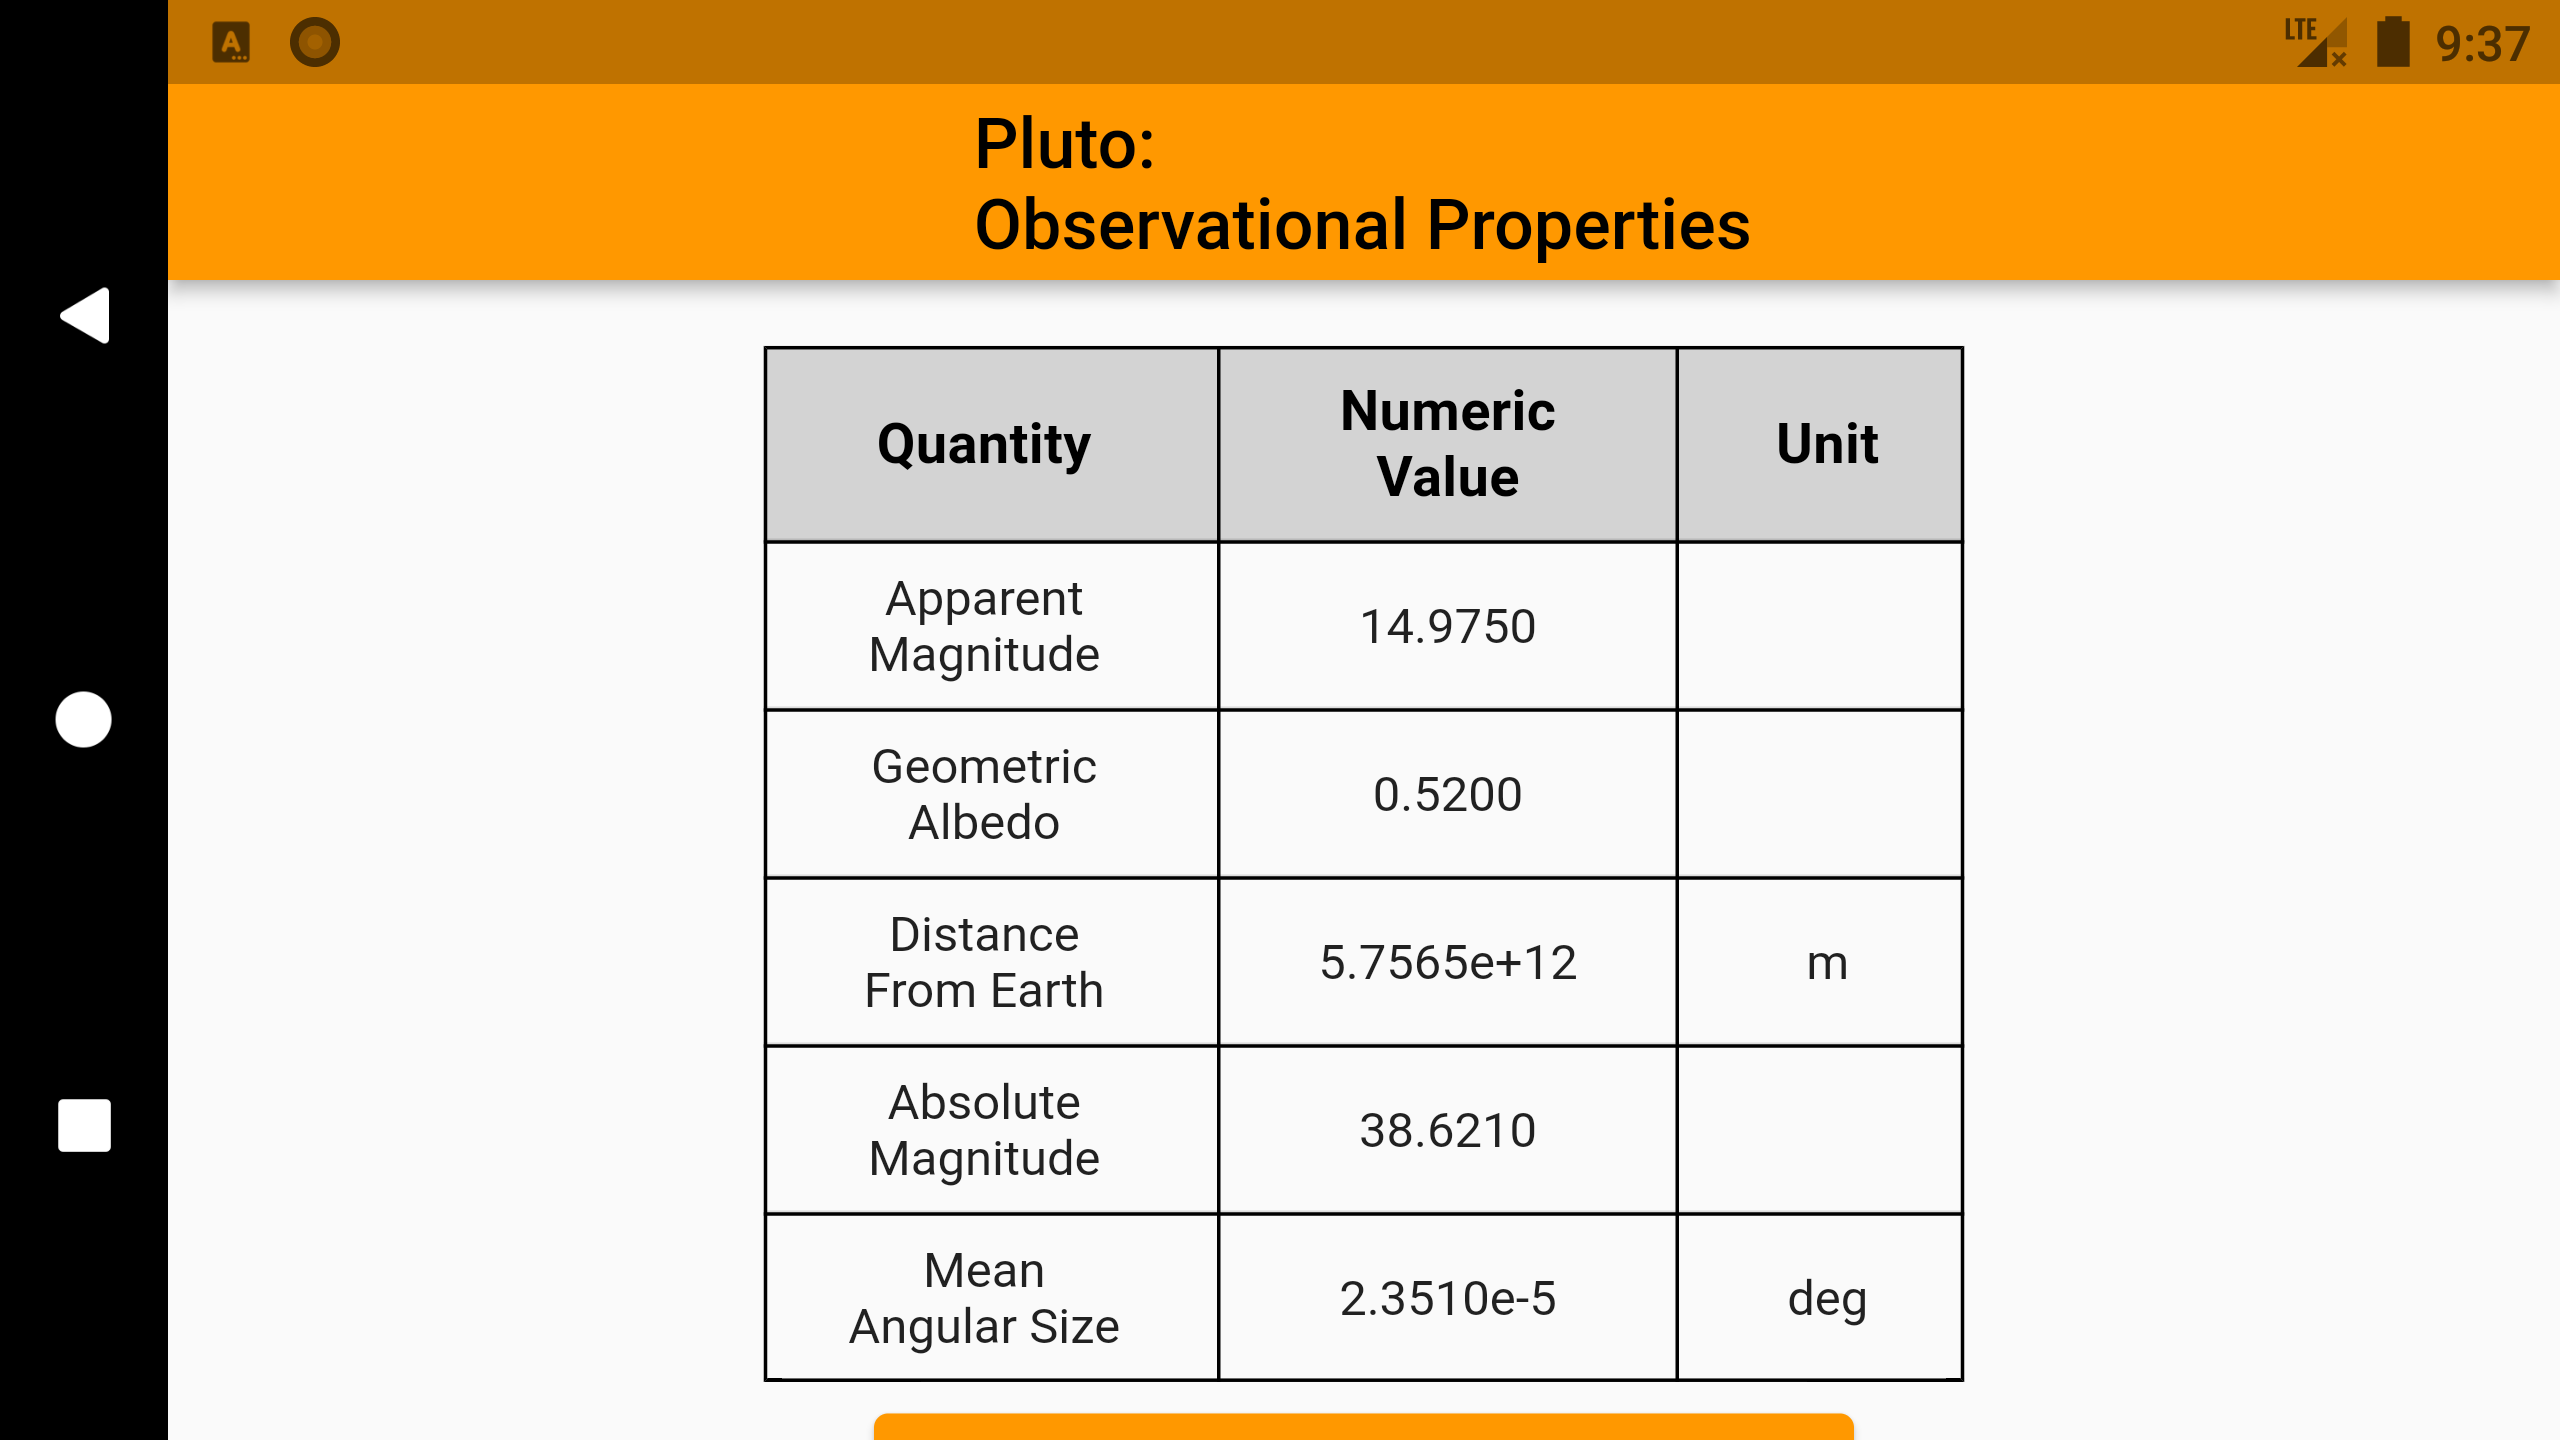 LTE
9:37
Pluto:
Observational Properties
Quantity
Numeric
Value
Unit
Apparent
Magnitude
14.9750
Geometric
Albedo
0.5200
Distance
From Earth
5.7565e+12
m
Absolute
Magnitude
38.6210
Mean
Angular Size
2.3510e-5
deg